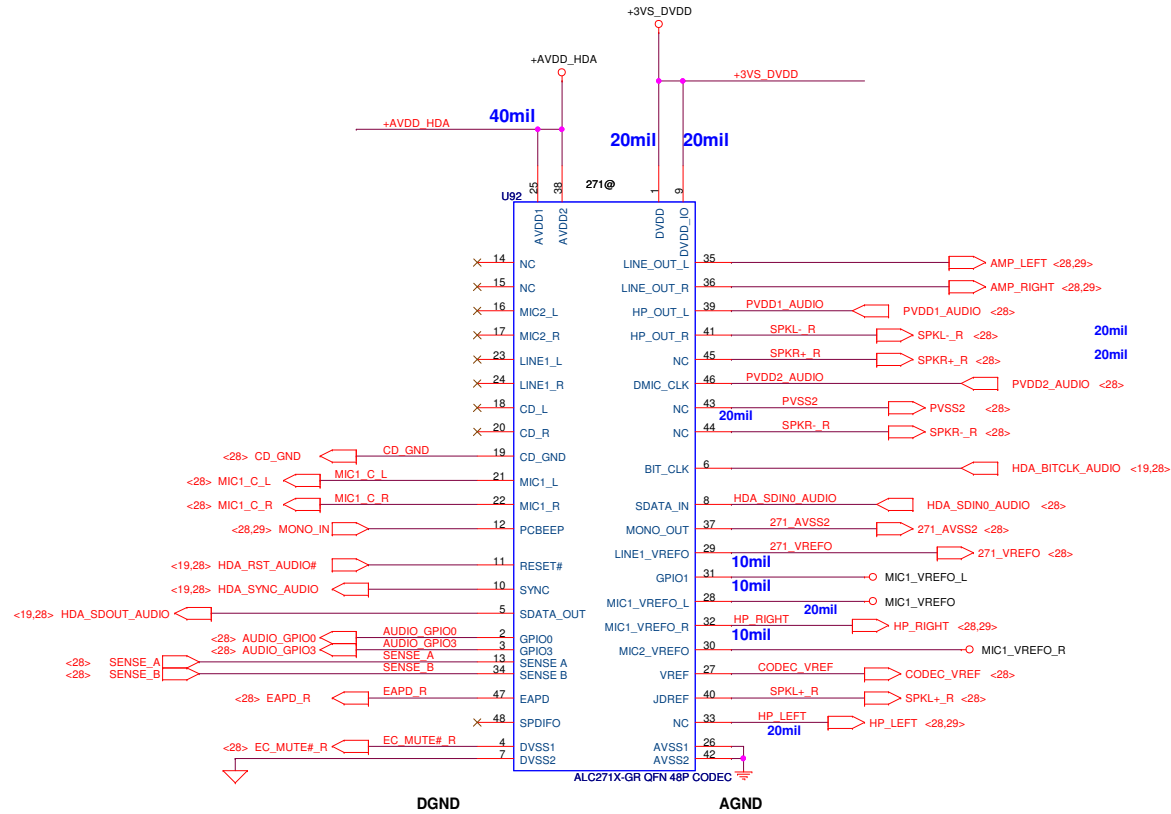 +3VS_DVDD
+AVDD_HDA
+3VS_DVDD
40mil
+AVDD_HDA
20mil 20mil
25 38 271@ 1 9
U92
AVDD1 AVDD2 DVDD DVDD_IO
14 NC LINE_OUT_L 35 AMP_LEFT <28,29>
15 NC LINE_OUT_R 36 AMP_RIGHT <28,29>
16 MIC2_L HP_OUT_L 39 PVDD1_AUDIO PVDD1_AUDIO <28>
17 MIC2_R HP_OUT_R 41 SPKL-_R SPKL-_R <28> 20mil
23 LINE1_L NC 45 SPKR+_R SPKR+_R <28> 20mil
24 LINE1_R DMIC_CLK 46 PVDD2_AUDIO PVDD2_AUDIO <28>
18 CD_L NC 43 PVSS2 PVSS2 <28>
20mil
20 CD_R NC 44 SPKR-_R SPKR-_R <28>
<28> CD_GND CD_GND 19 CD_GND BIT_CLK 6 HDA_BITCLK_AUDIO <19,28>
<28> MIC1_C_L MIC1_C_L 21 MIC1_L
<28> MIC1_C_R MIC1_C_R 22 MIC1_R SDATA_IN 8 HDA_SDIN0_AUDIO HDA_SDIN0_AUDIO <28>
<28,29> MONO_IN 12 PCBEEP MONO_OUT 37 271_AVSS2 271_AVSS2 <28>
LINE1_VREFO 29 271_VREFO 271_VREFO <28>
10mil
<19,28> HDA_RST_AUDIO# 11 RESET# GPIO1 31 MIC1_VREFO_L
10mil
<19,28> HDA_SYNC_AUDIO 10 SYNC MIC1_VREFO_L 28 MIC1_VREFO
20mil
<19,28> HDA_SDOUT_AUDIO 5 SDATA_OUT MIC1_VREFO_R 32 HP_RIGHT HP_RIGHT <28,29>
10mil
<28> AUDIO_GPIO0 AUDIO_GPIO0 2 GPIO0
<28> AUDIO_GPIO3 AUDIO_GPIO3 3 GPIO3 MIC2_VREFO 30 MIC1_VREFO_R
<28> SENSE_A SENSE_A 13 SENSE A
<28> SENSE_B SENSE_B 34 SENSE B VREF 27 CODEC_VREF CODEC_VREF <28>
<28> EAPD_R EAPD_R 47 EAPD JDREF 40 SPKL+_R SPKL+_R <28>
48 SPDIFO NC 33 HP_LEFT HP_LEFT <28,29>
20mil
<28> EC_MUTE#_R EC_MUTE#_R 4 DVSS1 AVSS1 26
7 DVSS2 AVSS2 42
ALC271X-GR QFN 48P CODEC
DGND AGND